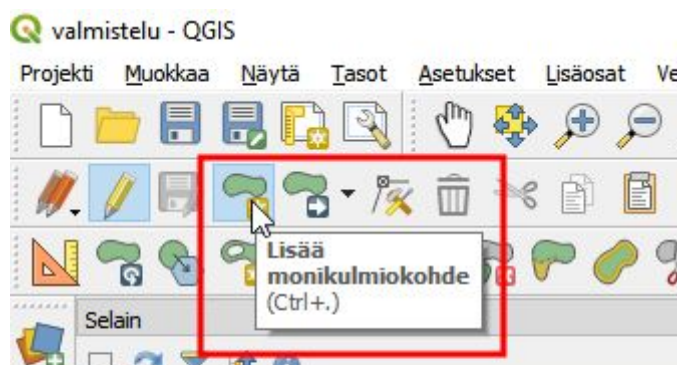 valmistelu - QGIS
Projekti Muokkaa Näytä Tasot Asetukset Lisäosat
Lisää
monikulmiokohde
(Ctrl+.)
Selain